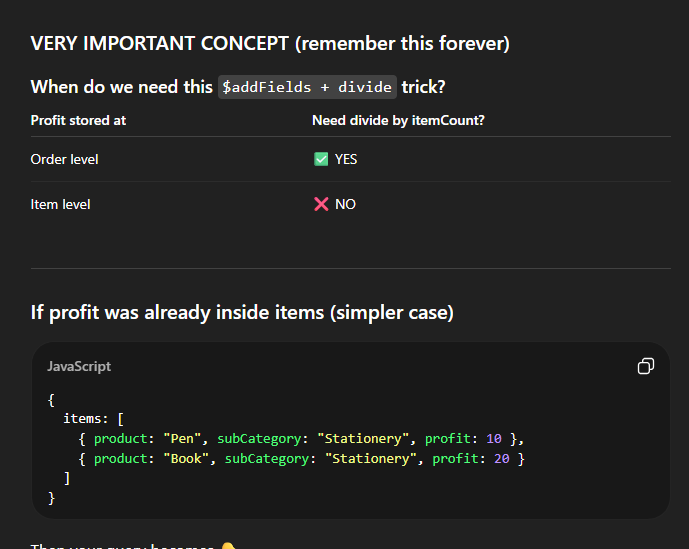 VERY IMPORTANT CONCEPT (remember this forever)
When do we need this $addFields + divide trick?
Profit stored at Need divide by itemCount?
Order level ✅ YES
Item level ❌ NO
If profit was already inside items (simpler case)
JavaScript
{
items: [
{ product: "Pen", subCategory: "Stationery", profit: 10 },
{ product: "Book", subCategory: "Stationery", profit: 20 }
]
}
Then your query becomes 👇